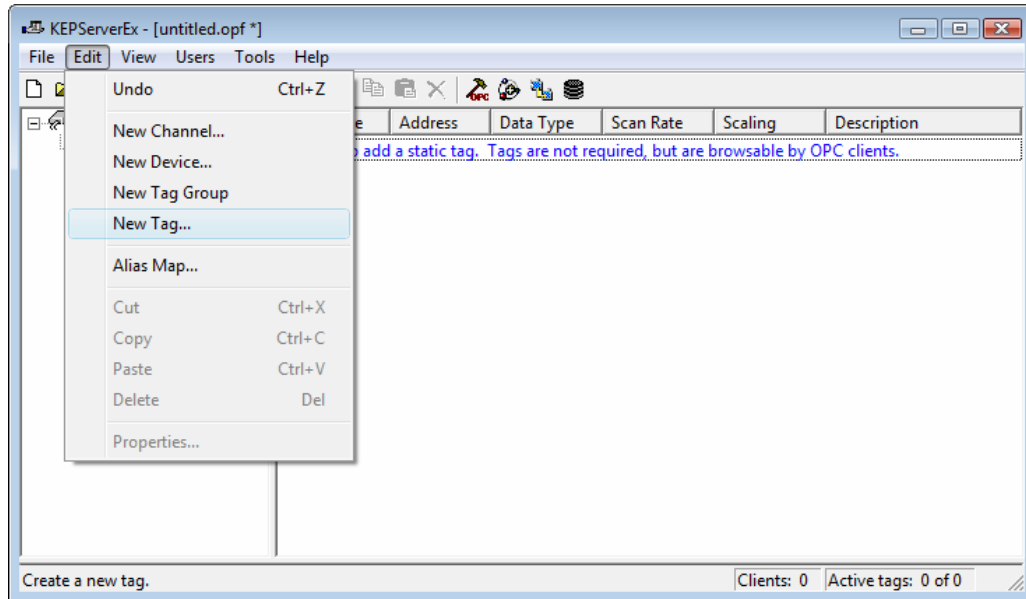 KEPServerEx - [untitled.opf *]
File Edit View Users Tools Help
Undo Ctrl+Z
OPC
Address Data Type Scan Rate Scaling Description
add a static tag. Tags are not required, but are browsable by OPC clients.
New Channel...
New Device...
New Tag Group
New Tag...
Alias Map...
Cut Ctrl+X
Copy Ctrl+C
Paste Ctrl+V
Delete Del
Properties...
Create a new tag. Clients: 0 Active tags: 0 of 0